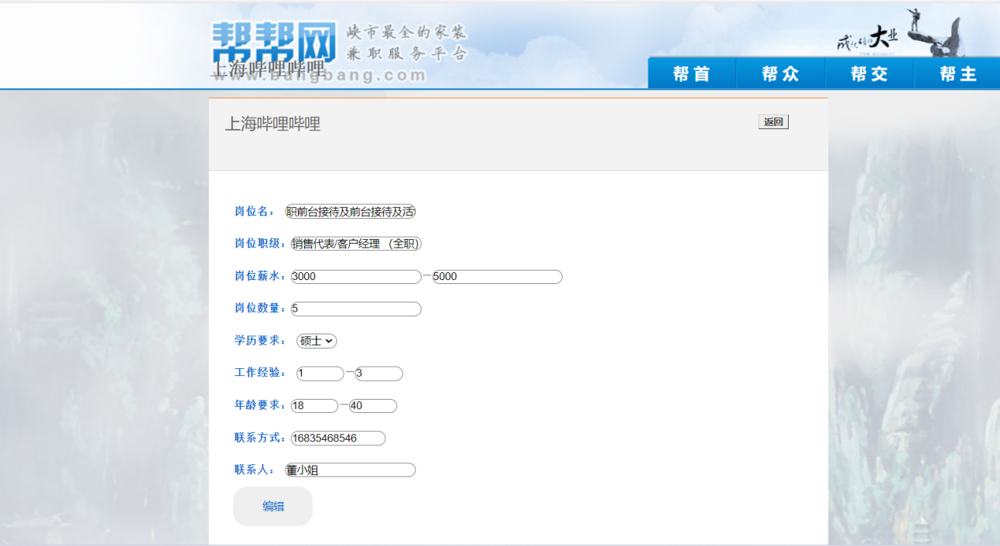 帮帮网
峡市最全的家装
兼职服务平台
上海哔哩哔哩
www.bangbang.com
大业
帮首 帮众 帮交 帮主
上海哔哩哔哩
返回
岗位名： 职前台接待及前台接待及活
岗位职级：销售代表/客户经理 （全职)
岗位薪水：3000 — 5000
岗位数量：5
学历要求： 硕士
工作经验： 1 — 3
年龄要求：18 — 40
联系方式：16835468546
联系人： 董小姐
编辑